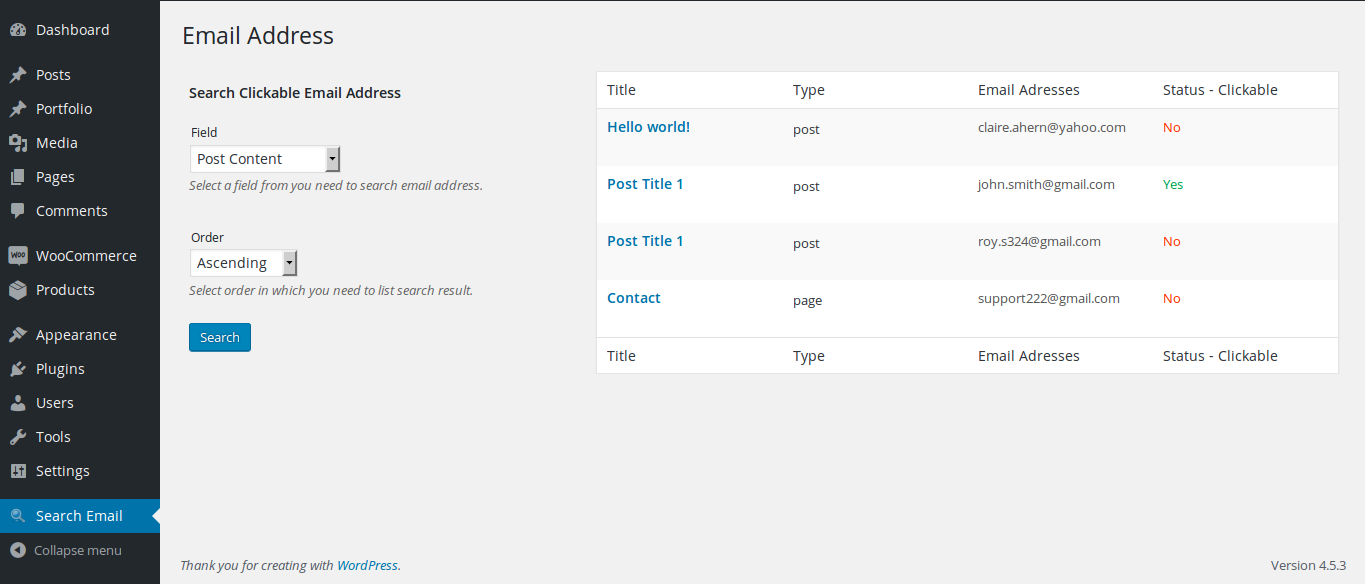 Dashboard
Posts
Portfolio
Media
Pages
Comments
Woo WooCommerce
Products
Appearance
Plugins
Users
Tools
Settings
Search Email
Collapse menu
Email Address
Search Clickable Email Address
Field
Post Content
Select a field from you need to search email address.
Order
Ascending
Select order in which you need to list search result.
Search
Title Type Email Adresses Status - Clickable
Hello world! post claire.ahern@yahoo.com No
Post Title 1 post john.smith@gmail.com Yes
Post Title 1 post roy.s324@gmail.com No
Contact page support222@gmail.com No
Title Type Email Adresses Status - Clickable
Thank you for creating with WordPress. Version 4.5.3